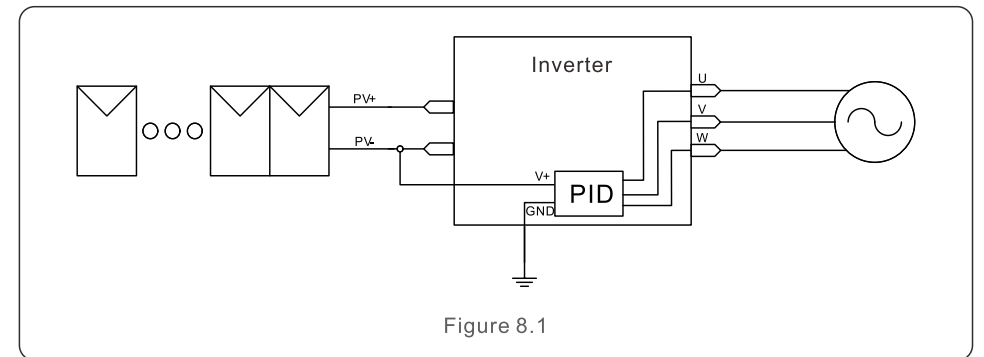 Inverter
U
PV+
V
PV-
W
V+
PID
GND
Figure 8.1